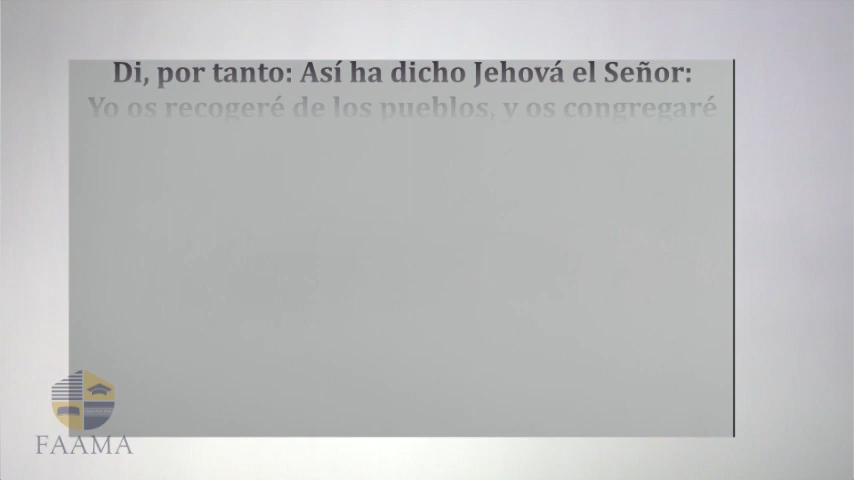 Di, por tanto: Así ha dicho Jehová el Señor:
Yo os recogeré de los pueblos, y os congregaré
FAAMA